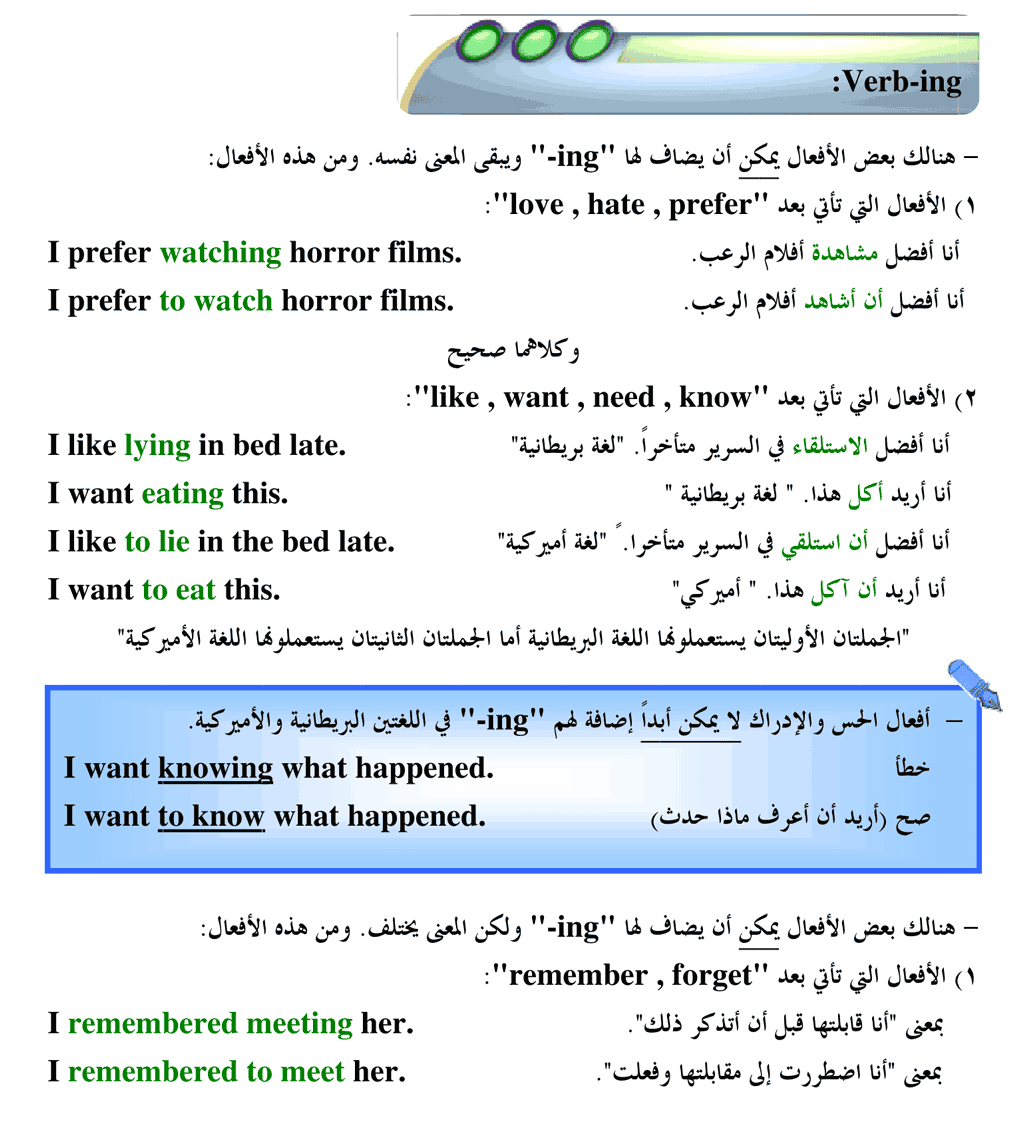 Verb-ing:
– هنالك بعض الأفعال يمكن أن يضاف لها "ing-" ويبقى المعنى نفسه. ومن هذه الأفعال:
١) الأفعال التي تأتي بعد "love , hate , prefer":
I prefer watching horror films. أنا أفضل مشاهدة أفلام الرعب.
I prefer to watch horror films. أنا أفضل أن أشاهد أفلام الرعب.
وكلاهما صحيح
٢) الأفعال التي تأتي بعد "like , want , need , know":
I like lying in bed late. أنا أفضل الاستلقاء في السرير متأخراً. "لغة بريطانية"
I want eating this. أنا أريد أكل هذا. " لغة بريطانية "
I like to lie in the bed late. أنا أفضل أن استلقي في السرير متأخرا. ً "لغة أميركية"
I want to eat this. أنا أريد أن آكل هذا. " أميركي"
"الجملتان الأوليتان يستعملونها اللغة البريطانية أما الجملتان الثانيتان يستعملونها اللغة الأميركية"
– أفعال الحس والإدراك لا يمكن أبداً إضافة لهم "ing-" في اللغتين البريطانية والأميركية.
I want knowing what happened. خطأ
I want to know what happened. صح (أريد أن أعرف ماذا حدث)
– هنالك بعض الأفعال يمكن أن يضاف لها "ing-" ولكن المعنى يختلف. ومن هذه الأفعال:
١) الأفعال التي تأتي بعد "remember , forget":
I remembered meeting her. بمعنى "أنا قابلتها قبل أن أتذكر ذلك".
I remembered to meet her. بمعنى "أنا اضطررت إلى مقابلتها وفعلت".